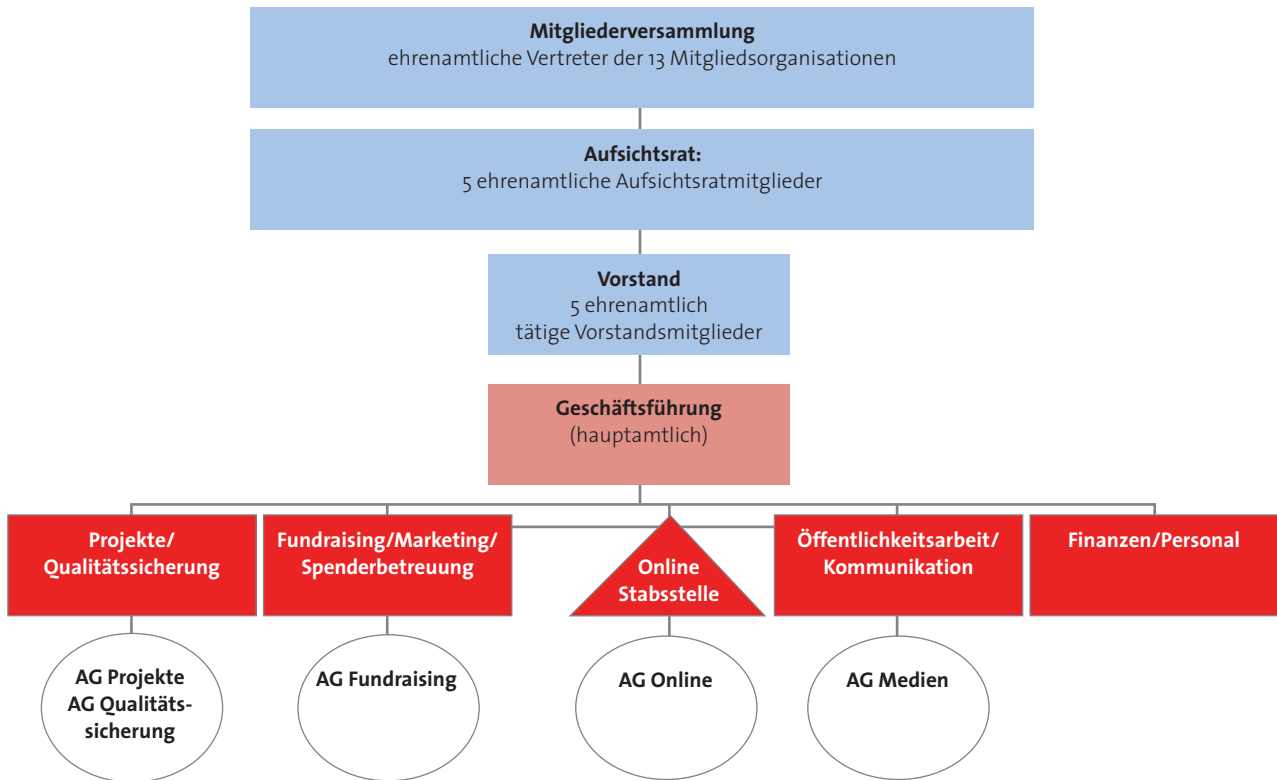 Mitgliederversammlung
ehrenamtliche Vertreter der 13 Mitgliedsorganisationen
Aufsichtsrat:
5 ehrenamtliche Aufsichtsratmitglieder
Vorstand
5 ehrenamtlich
tätige Vorstandsmitglieder
Geschäftsführung
(hauptamtlich)
Projekte/
Qualitätssicherung
Fundraising/Marketing/
Spenderbetreuung
Online
Stabsstelle
Öffentlichkeitsarbeit/
Kommunikation
Finanzen/Personal
AG Projekte
AG Qualitäts-
sicherung
AG Fundraising
AG Online
AG Medien